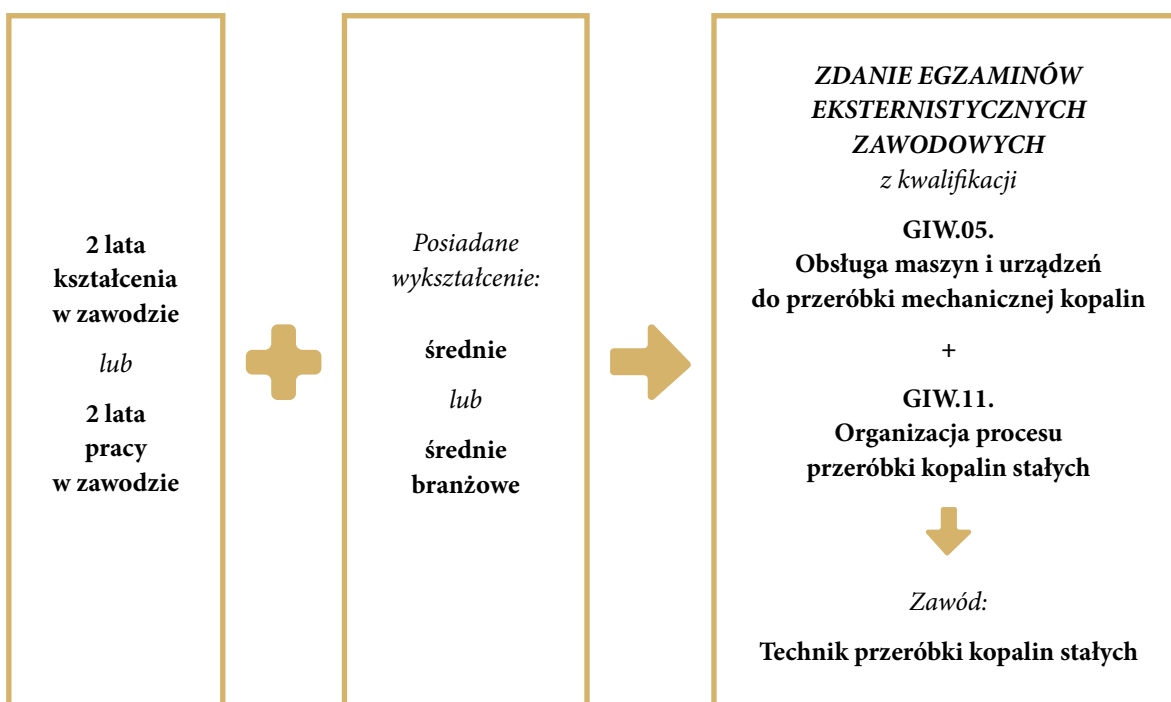 2 lata
kształcenia
w zawodzie
lub
2 lata
pracy
w zawodzie
Posiadane
wykształcenie:
średnie
lub
średnie
branżowe
ZDANIE EGZAMINÓW
EKSTERNISTYCZNYCH
ZAWODOWYCH
z kwalifikacji
GIW.05.
Obsługa maszyn i urządzeń
do przeróbki mechanicznej kopalin
+
GIW.11.
Organizacja procesu
przeróbki kopalin stałych
Zawód:
Technik przeróbki kopalin stałych